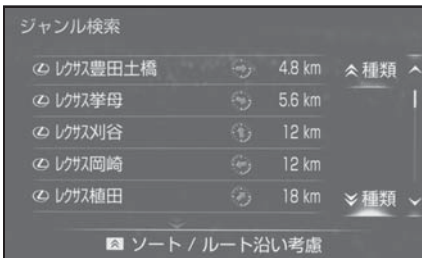 ジャンル検索
レクサス豊田土橋 4.8 km 種類
レクサス挙母 5.6 km
レクサス刈谷 12 km
レクサス岡崎 12 km
レクサス植田 18 km 種類
ソート / ルート沿い考慮